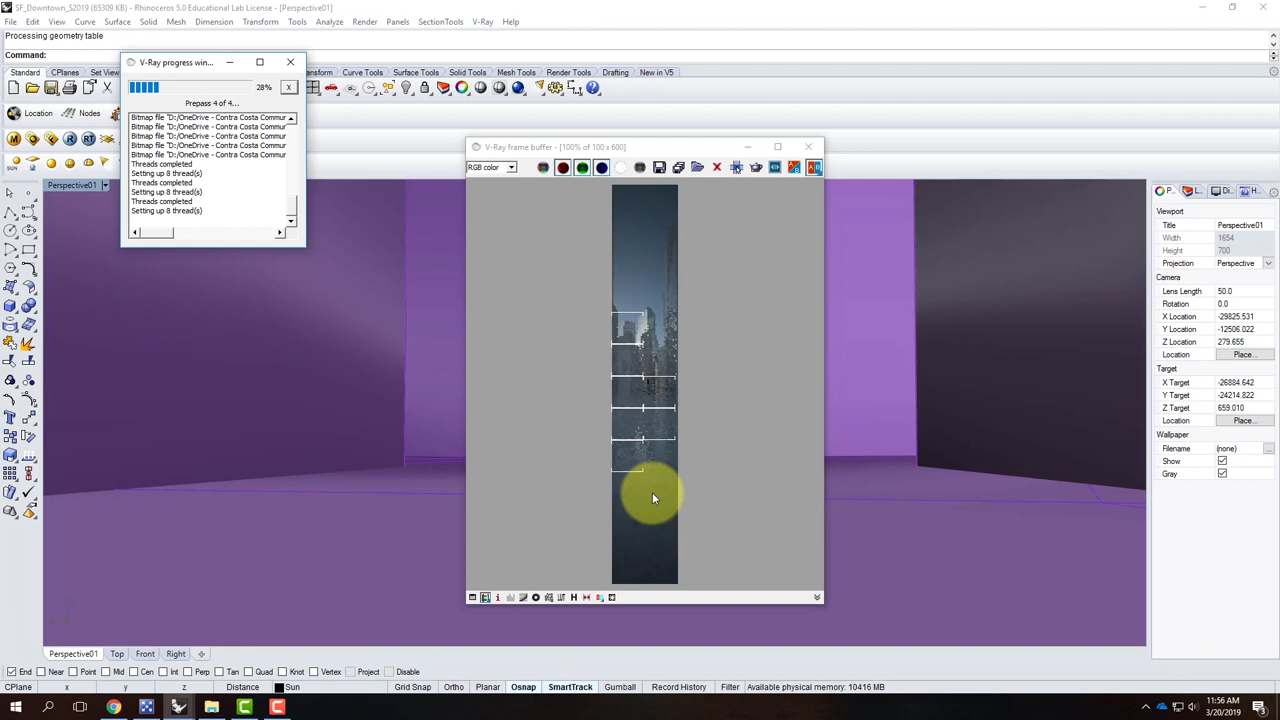 SF_Downtown_S2019 (65309 KB) - Rhinoceros 5.0 Educational Lab License - [Perspective01]
File Edit View Curve Surface Solid Mesh Dimension Transform Tools Analyze Render Panels SectionTools V-Ray Help
Processing geometry table
Command:
Standard CPlanes Set View
ansform Curve Tools Surface Tools Solid Tools Mesh Tools Render Tools Drafting New in V5
Location Nodes
M R RT
V-Ray progress win...
28% x
Prepass 4 of 4...
Bitmap file "D:/OneDrive - Contra Costa Commur
Bitmap file "D:/OneDrive - Contra Costa Commur
Bitmap file "D:/OneDrive - Contra Costa Commur
Bitmap file "D:/OneDrive - Contra Costa Commur
Bitmap file "D:/OneDrive - Contra Costa Commur
Threads completed
Setting up 8 thread(s)
Threads completed
Setting up 8 thread(s)
Threads completed
Setting up 8 thread(s)
Perspective01
V-Ray frame buffer - [100% of 100 x 600]
RGB color
H
P... L... Di... H...
Viewport
Title Perspective01
Width 1654
Height 700
Projection Perspective
Camera
Lens Length 50.0
Rotation 0.0
X Location -29825.531
Y Location -12506.022
Z Location 279.655
Location Place...
Target
X Target -26884.642
Y Target -24214.822
Z Target 659.010
Location Place...
Wallpaper
Filename (none) ...
Show
Gray
Perspective01 Top Front Right
End Near Point Mid Cen Int Perp Tan Quad Knot Vertex Project Disable
CPlane x y z Distance Sun Grid Snap Ortho Planar Osnap SmartTrack Gumball Record History Filter Available physical memory: 10416 MB
11:56 AM
3/20/2019